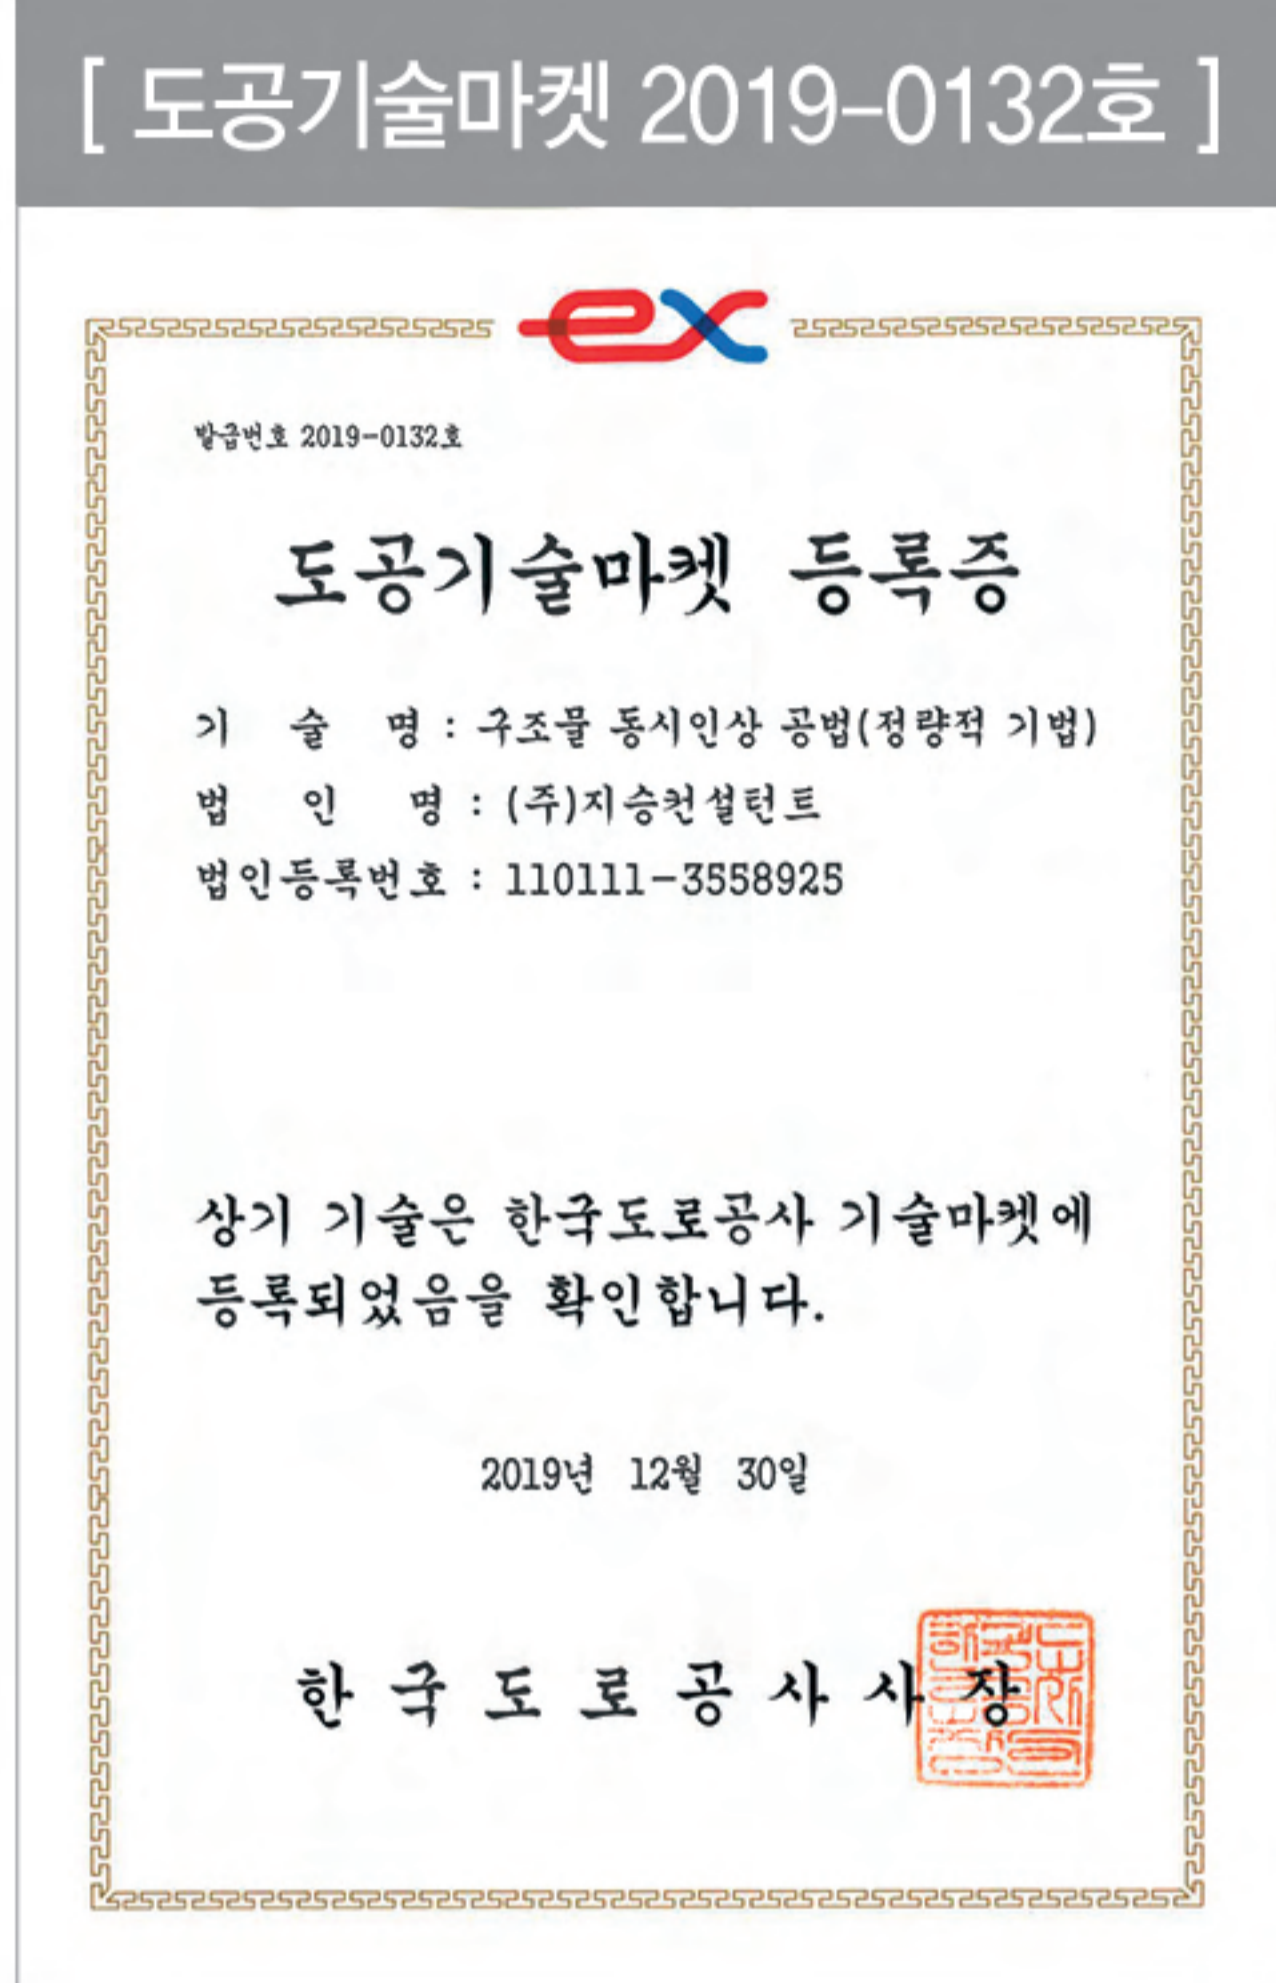 [ 도공기술마켓 2019-0132호 ]
ex
발급번호 2019-0132호
도공기술마켓 등록증
기 술 명 : 구조물 동시인상 공법(정량적 기법)
법 인 명 : (주)지승컨설턴트
법인등록번호 : 110111-3558925
상기 기술은 한국도로공사 기술마켓에
등록되었음을 확인합니다.
2019년 12월 30일
한국도로공사사장